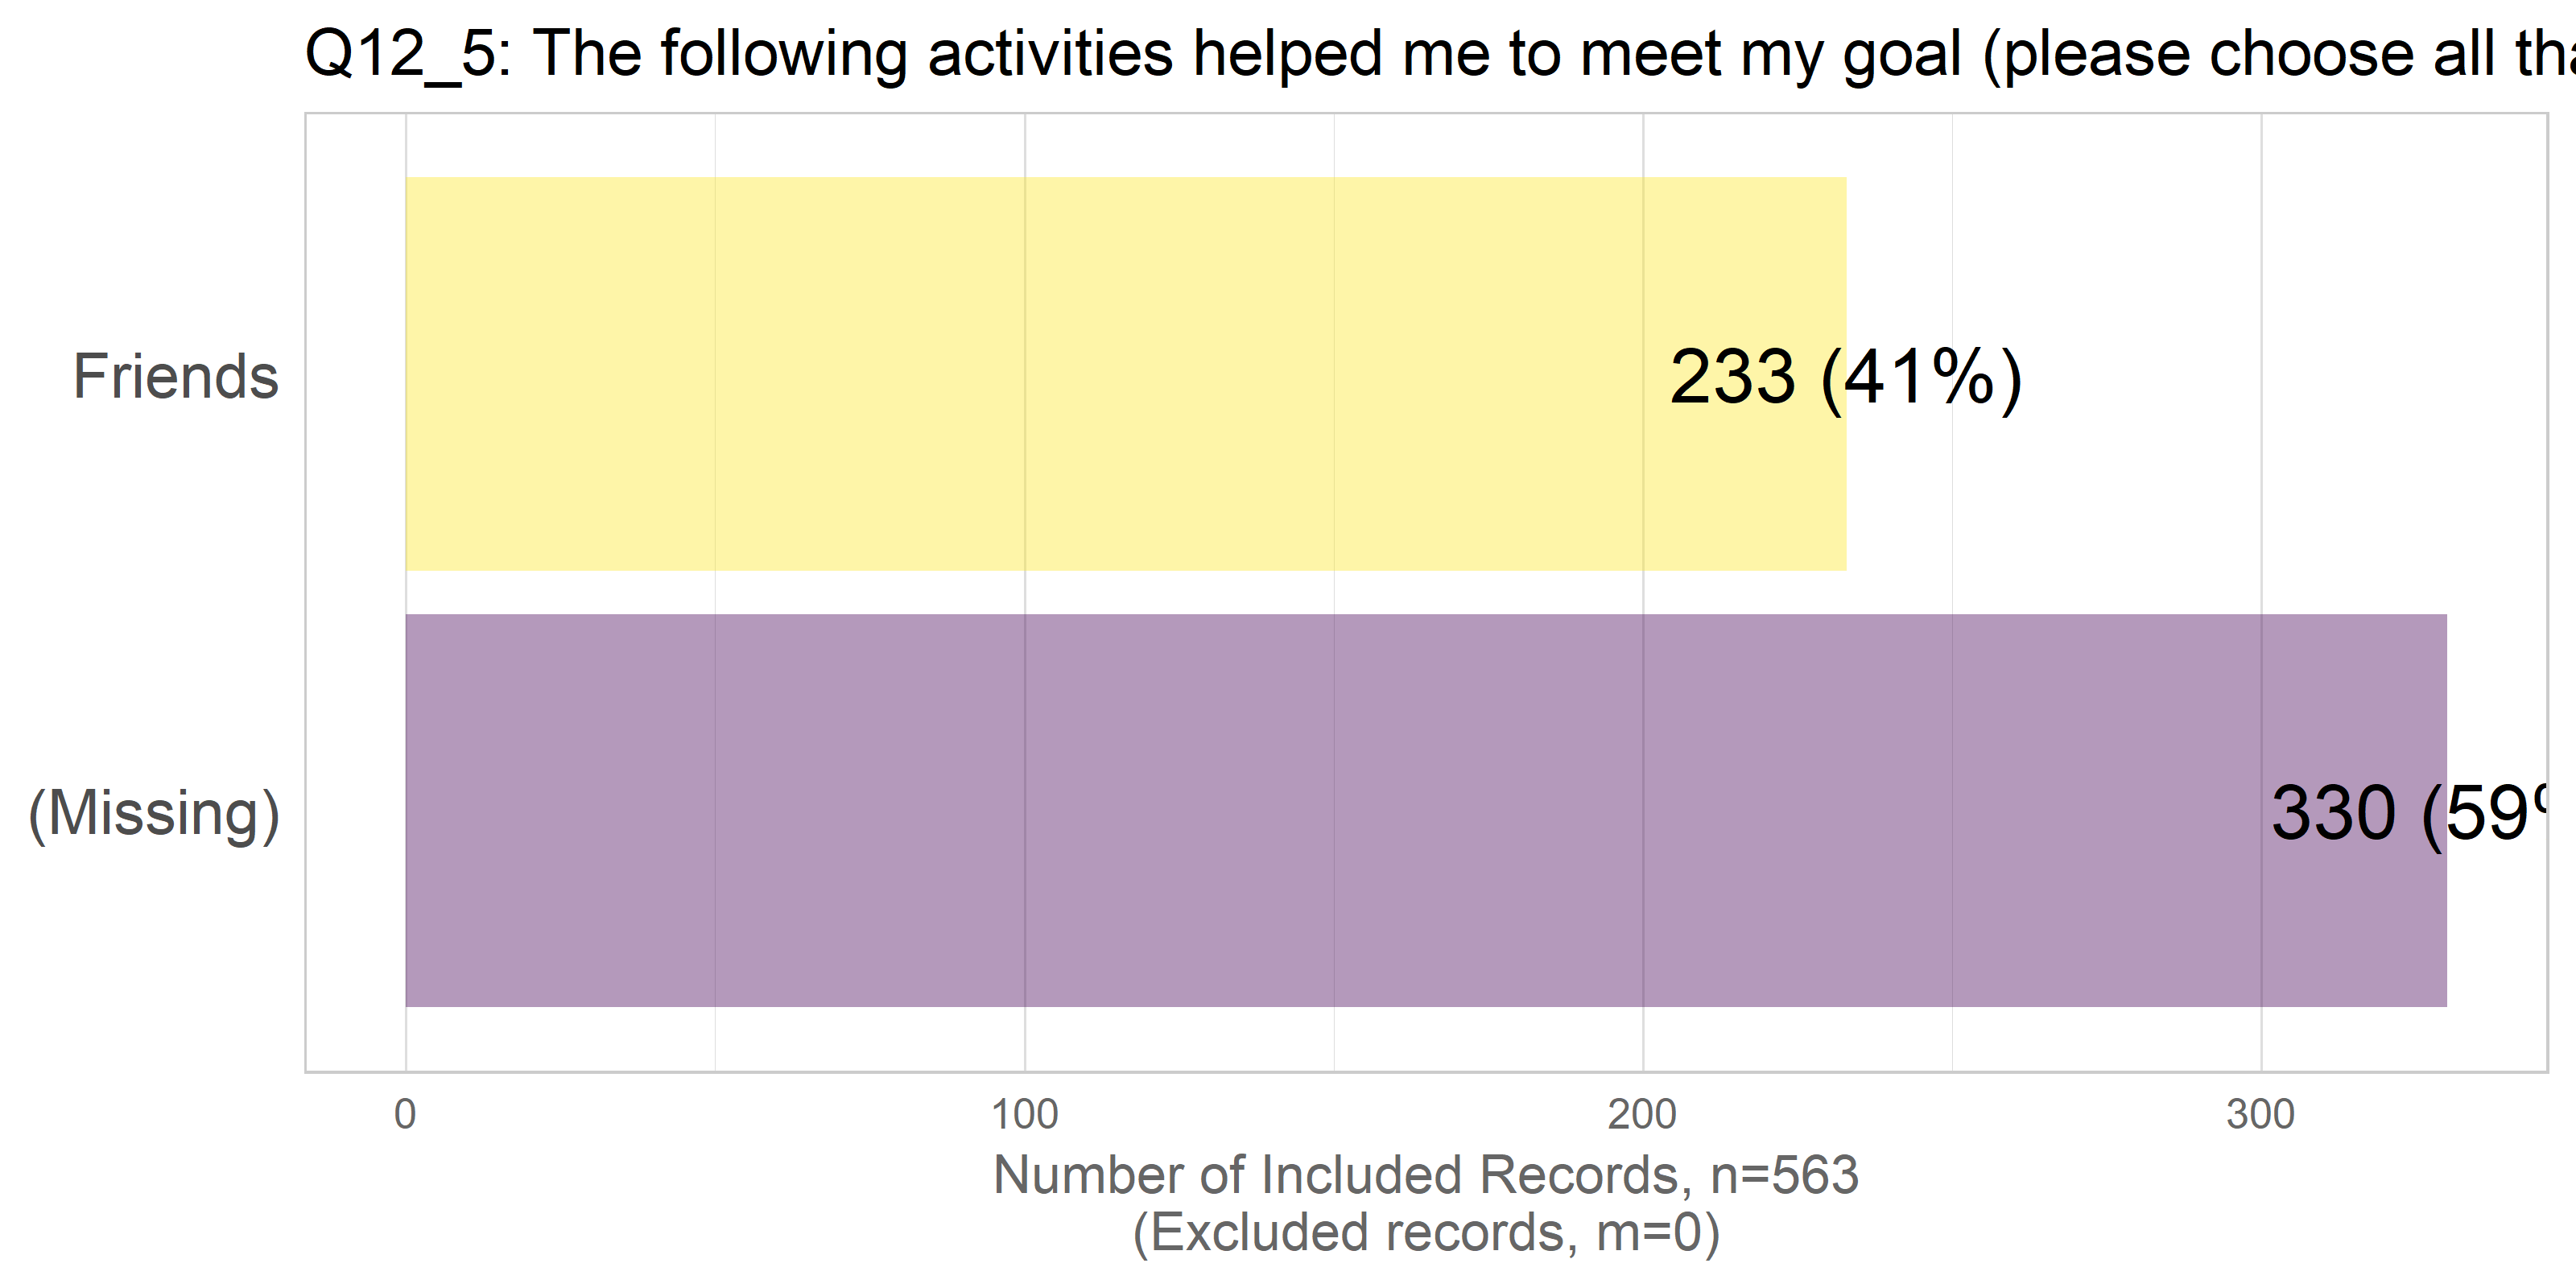 Q12_5: The following activities helped me to meet my goal (please choose all
Friends
233 (41%)
(Missing)
330 (59
0 100 200 300
Number of Included Records, n=563
(Excluded records, m=0)